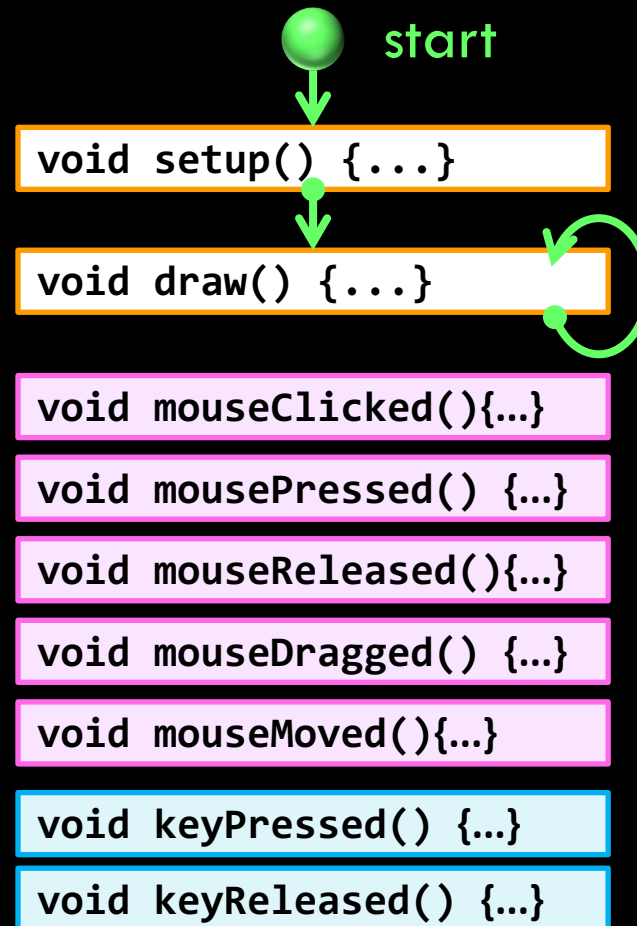 start
void setup() {...}
void draw() {...}
void mouseClicked(){…}
void mousePressed() {…}
void mouseReleased(){…}
void mouseDragged() {…}
void mouseMoved(){…}
void keyPressed() {…}
void keyReleased() {…}